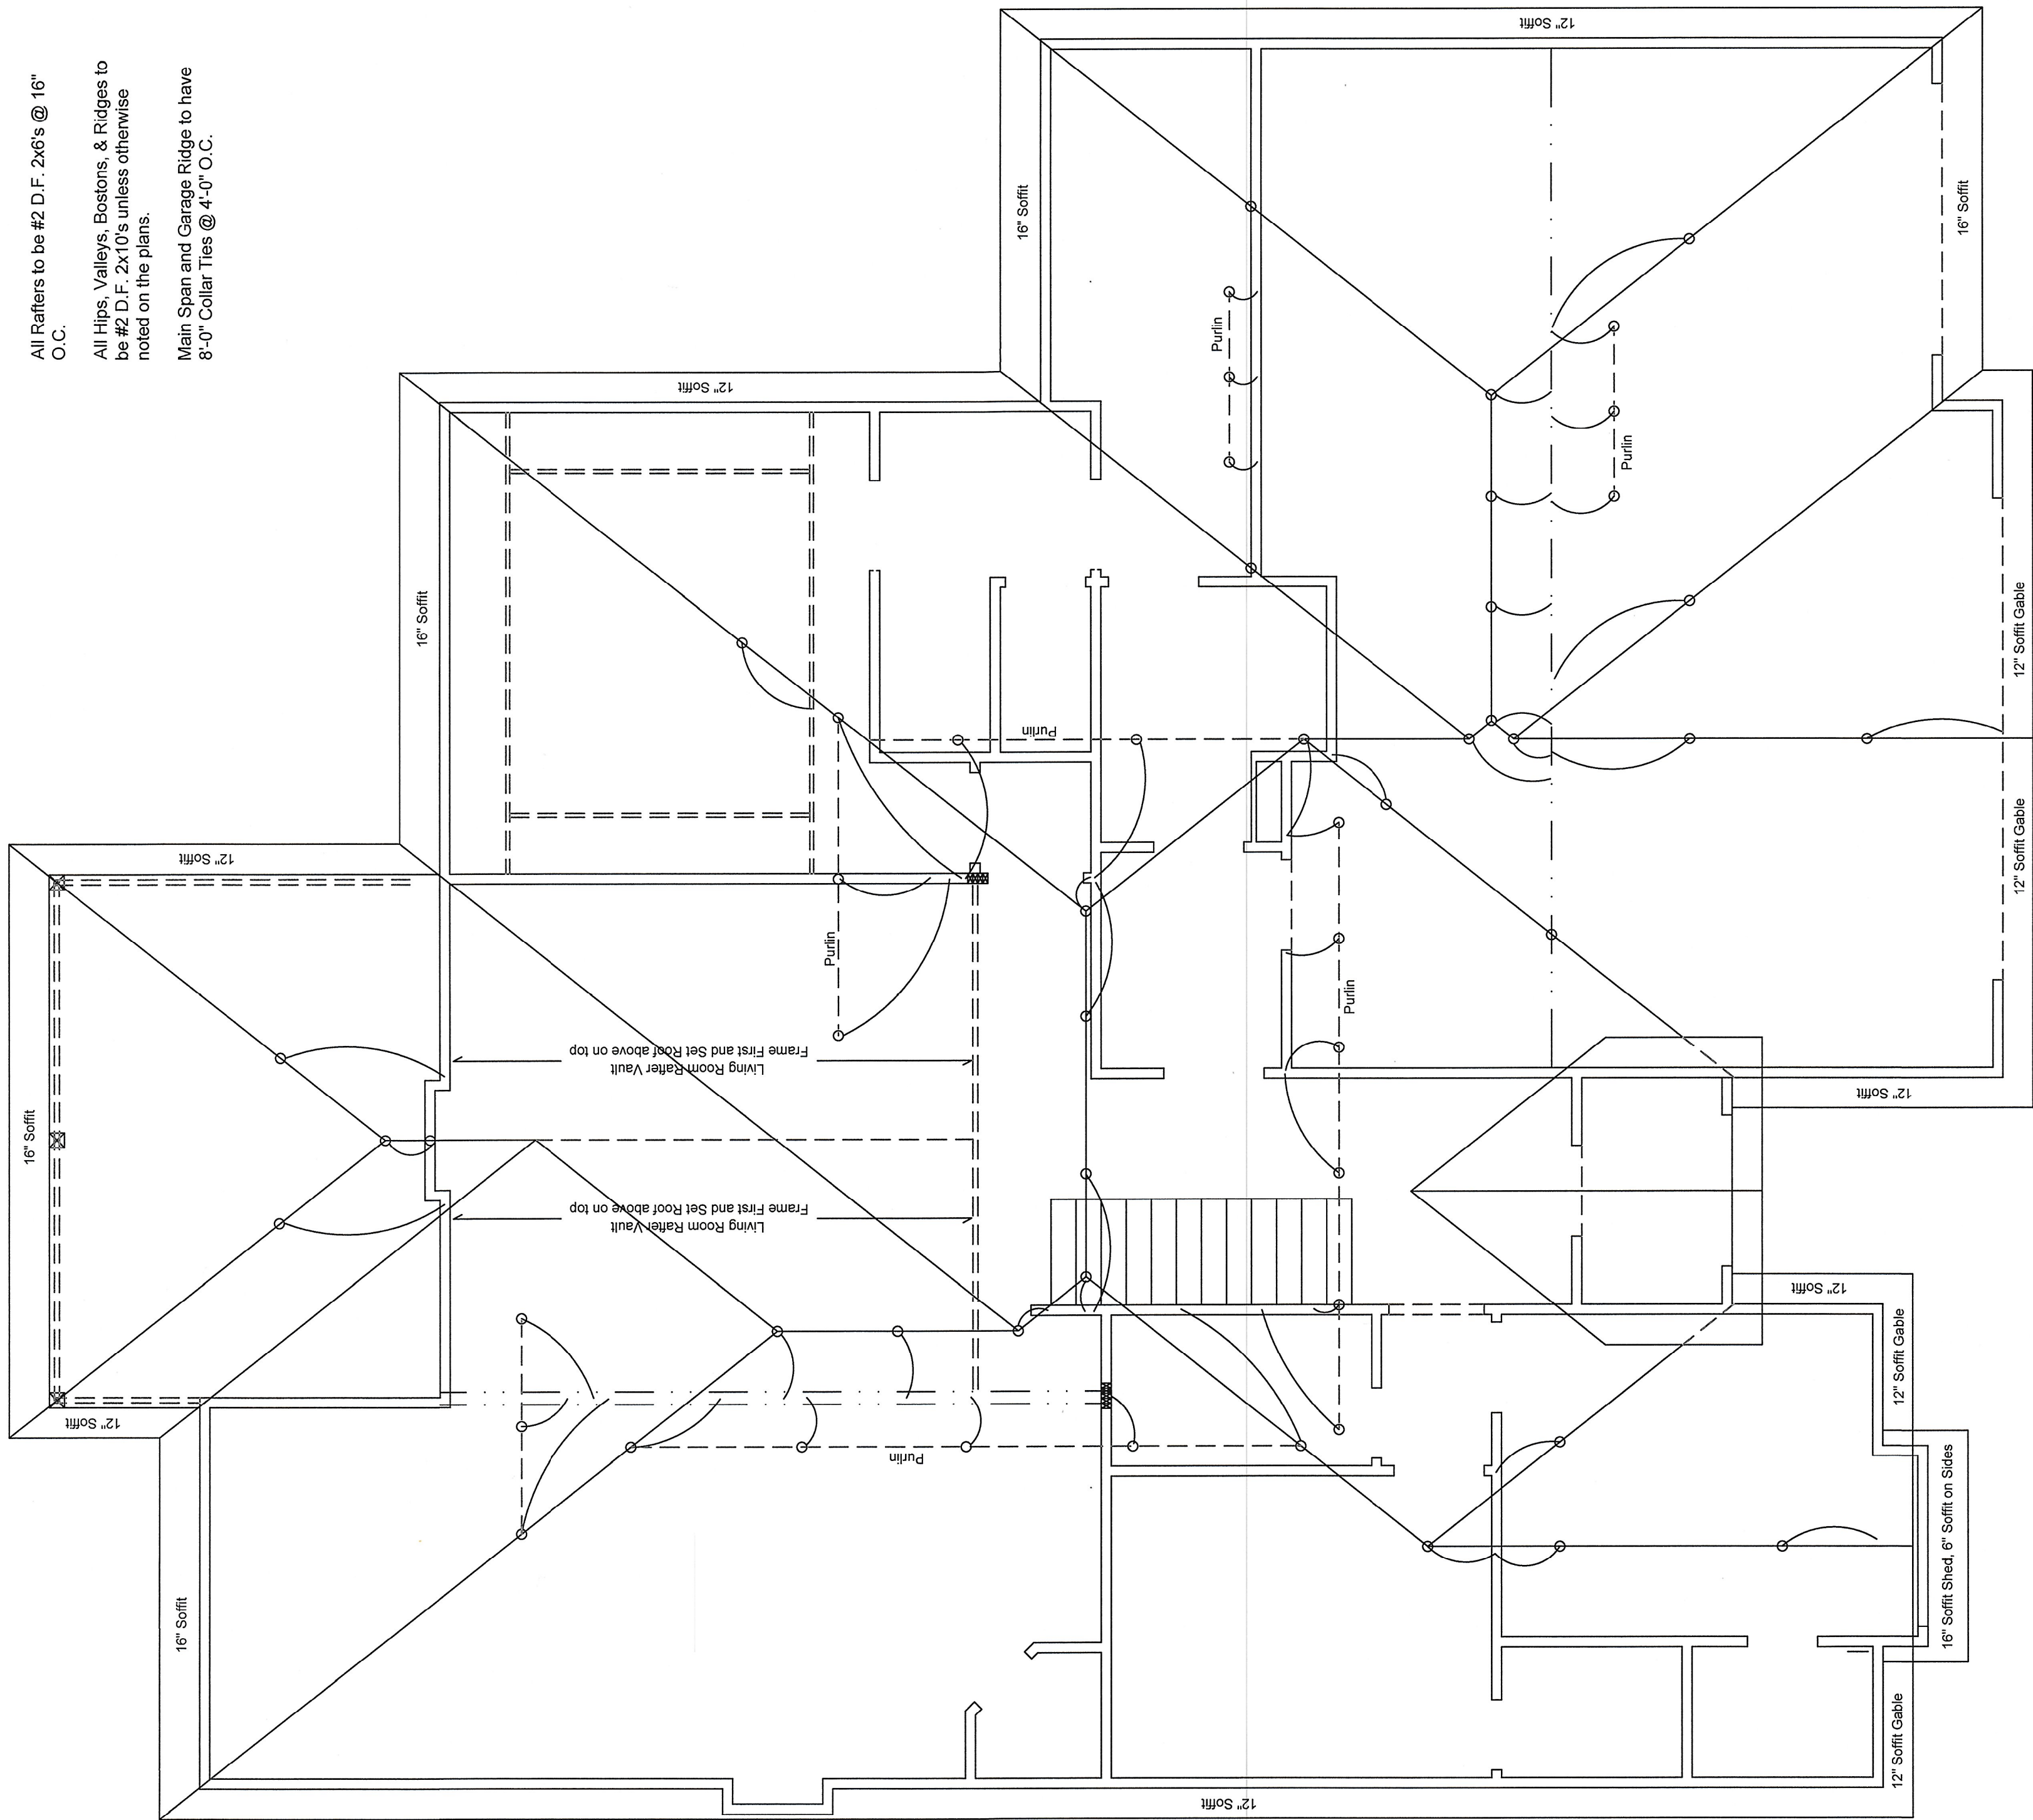 All Rafters to be #2 D.F. 2x6's @ 16"
O.C.
All Hips, Valleys, Bostons, & Ridges to
be #2 D.F. 2x10's unless otherwise
noted on the plans.
Main Span and Garage Ridge to have
8'-0" Collar Ties @ 4'-0" O.C.
12" Soffit
16" Soffit
16" Soffit
Purlin
Purlin
12" Soffit
16" Soffit
Purlin
12" Soffit Gable
12" Soffit Gable
12" Soffit
16" Soffit
12" Soffit
Purlin
Purlin
Living Room Rafter Vault
Frame First and Set Roof above on top
Living Room Rafter Vault
Frame First and Set Roof above on top
12" Soffit
12" Soffit
12" Soffit Gable
Purlin
16" Soffit Shed, 6" Soffit on Sides
16" Soffit
12" Soffit Gable
12" Soffit